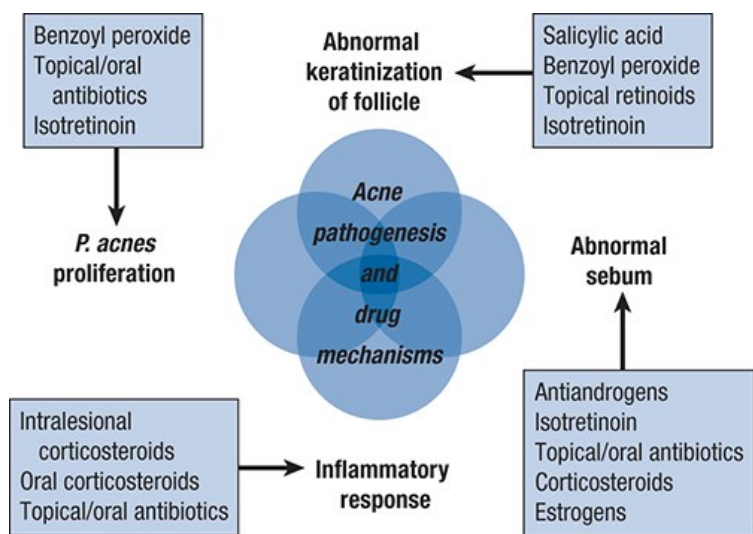 Benzoyl peroxide
Topical/oral
antibiotics
Isotretinoin
Abnormal
keratinization
of follicle
Salicylic acid
Benzoyl peroxide
Topical retinoids
Isotretinoin
P. acnes
proliferation
Acne
pathogenesis
and
drug
mechanisms
Abnormal
sebum
Intralesional
corticosteroids
Oral corticosteroids
Topical/oral antibiotics
Inflammatory
response
Antiandrogens
Isotretinoin
Topical/oral antibiotics
Corticosteroids
Estrogens